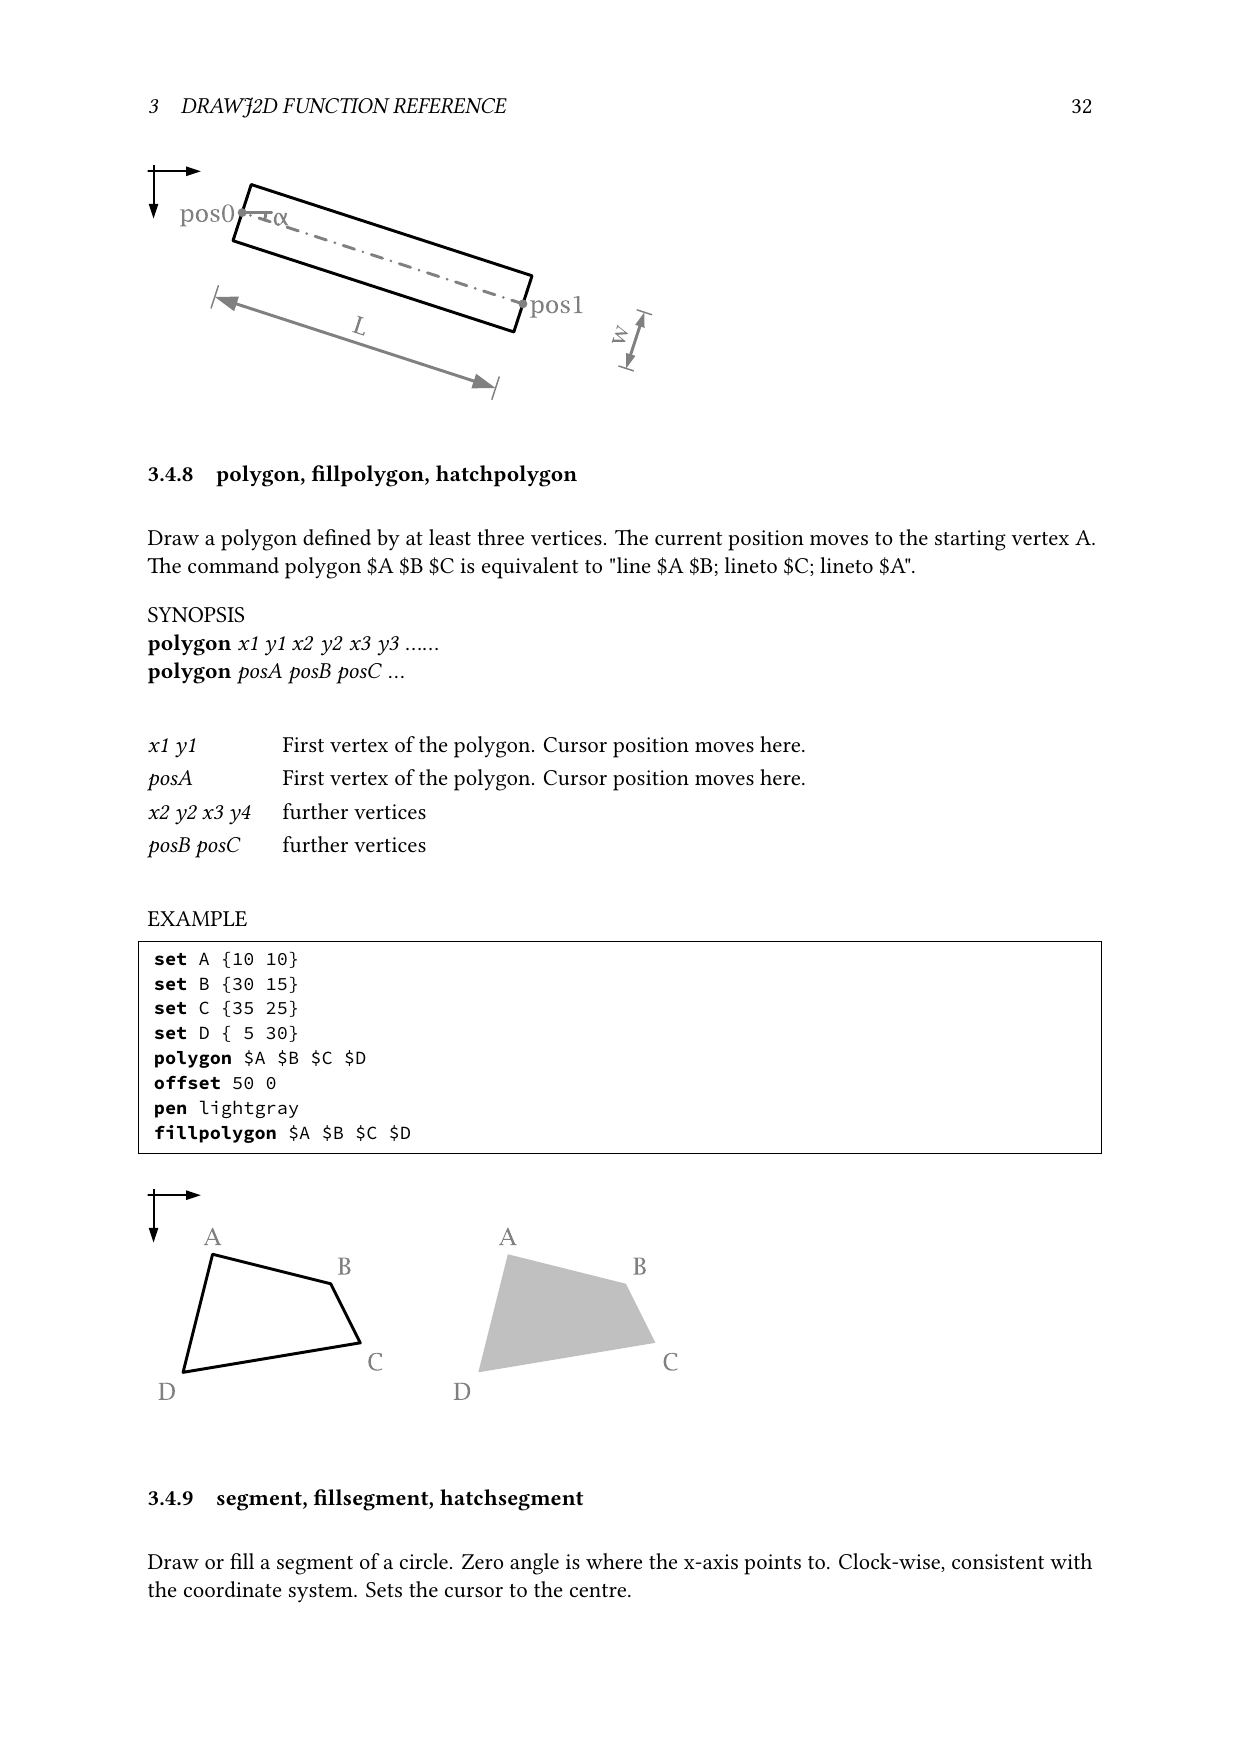 3 DRAWJ2D FUNCTION REFERENCE 32
pos0
α
pos1
L
w
3.4.8 polygon, fillpolygon, hatchpolygon
Draw a polygon defined by at least three vertices. The current position moves to the starting vertex A.
The command polygon $A $B $C is equivalent to "line $A $B; lineto $C; lineto $A".
SYNOPSIS
polygon x1 y1 x2 y2 x3 y3 ……
polygon posA posB posC …
x1 y1 First vertex of the polygon. Cursor position moves here.
posA First vertex of the polygon. Cursor position moves here.
x2 y2 x3 y4 further vertices
posB posC further vertices
EXAMPLE
set A {10 10}
set B {30 15}
set C {35 25}
set D { 5 30}
polygon $A $B $C $D
offset 50 0
pen lightgray
fillpolygon $A $B $C $D
A A
B B
C C
D D
3.4.9 segment, fillsegment, hatchsegment
Draw or fill a segment of a circle. Zero angle is where the x-axis points to. Clock-wise, consistent with
the coordinate system. Sets the cursor to the centre.